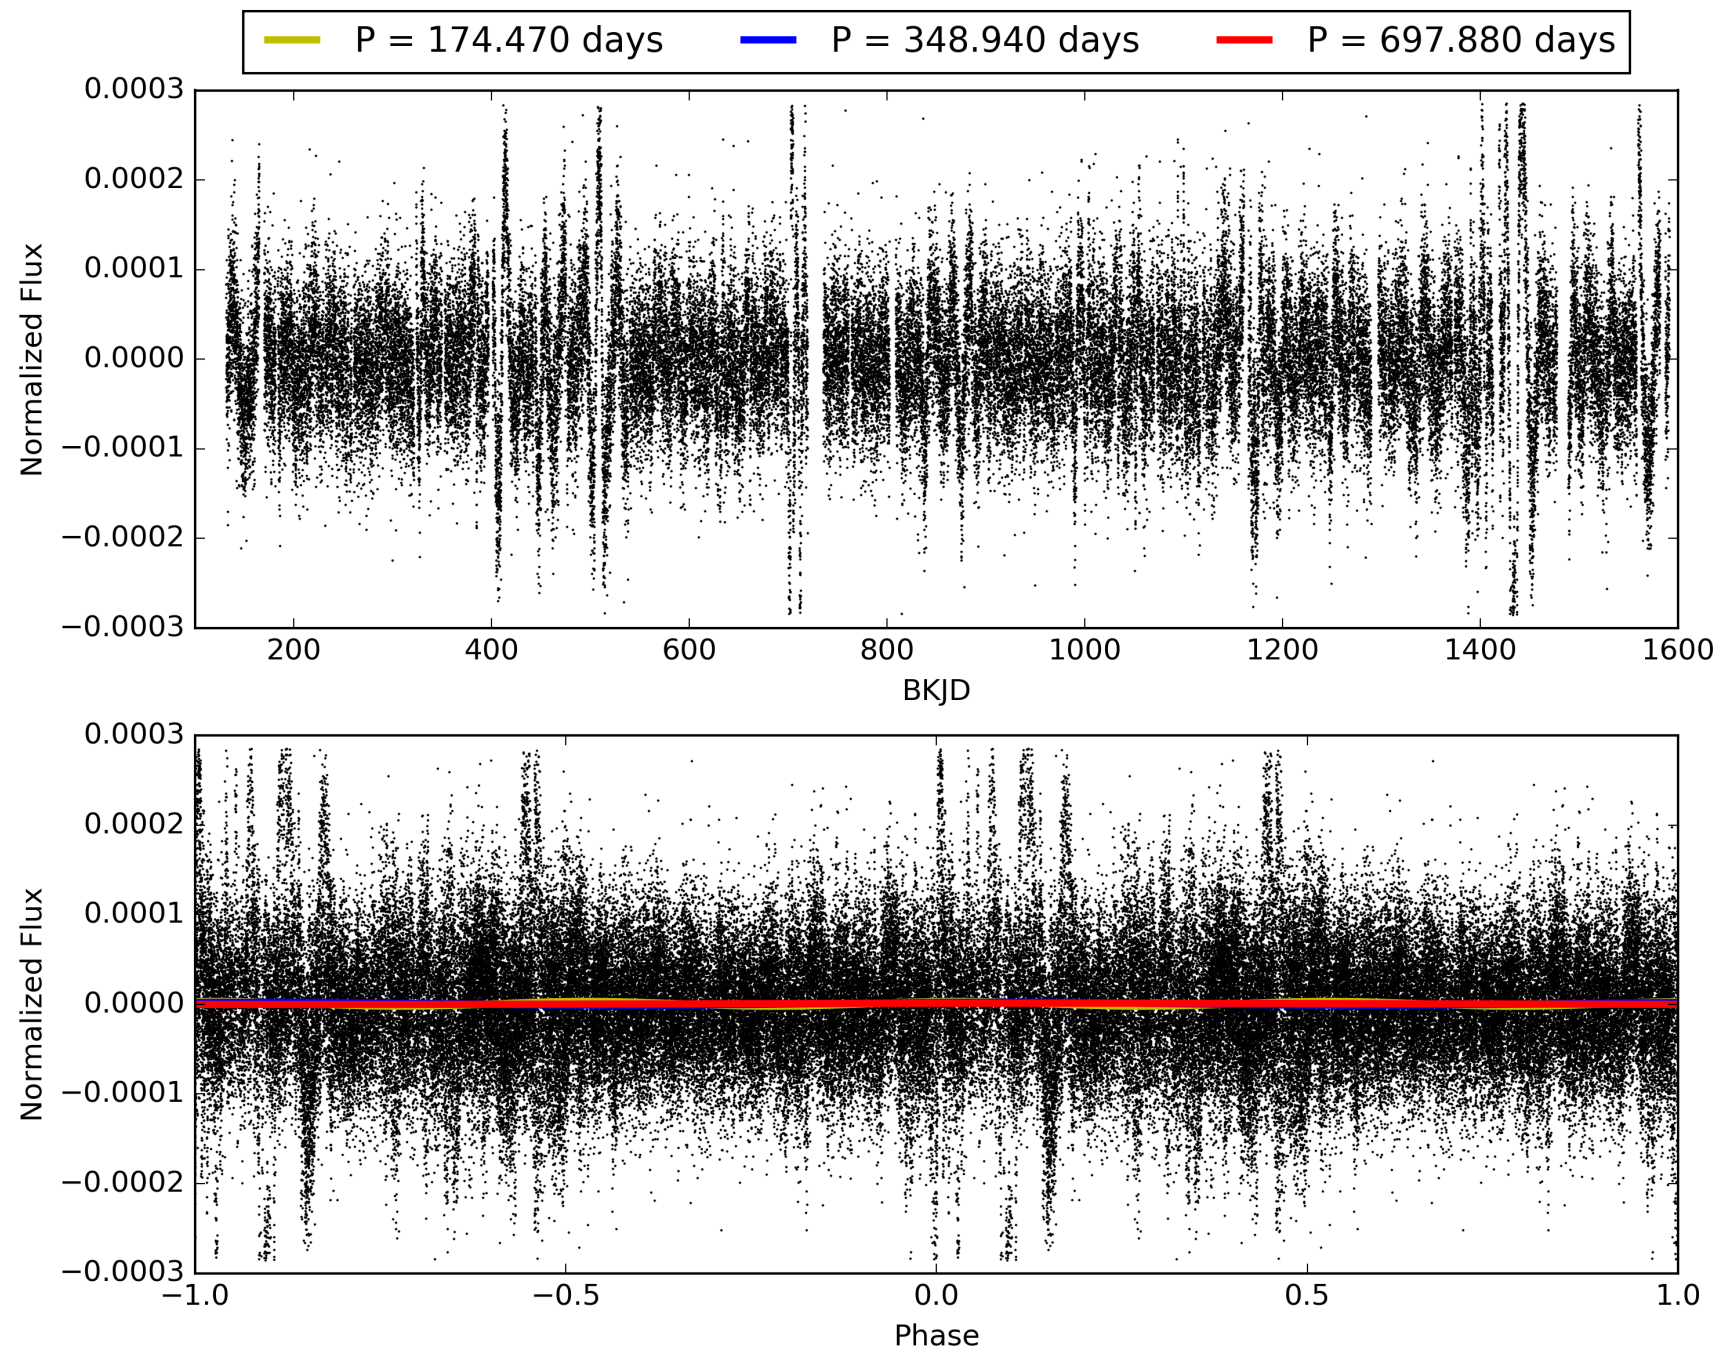 P = 174.470 days P = 348.940 days P = 697.880 days
0.0003
0.0002
0.0001
0.0000
−0.0001
−0.0002
−0.0003
Normalized Flux
200 400 600 800 1000 1200 1400 1600
BKJD
0.0003
0.0002
0.0001
0.0000
−0.0001
−0.0002
−0.0003
Normalized Flux
−1.0 −0.5 0.0 0.5 1.0
Phase